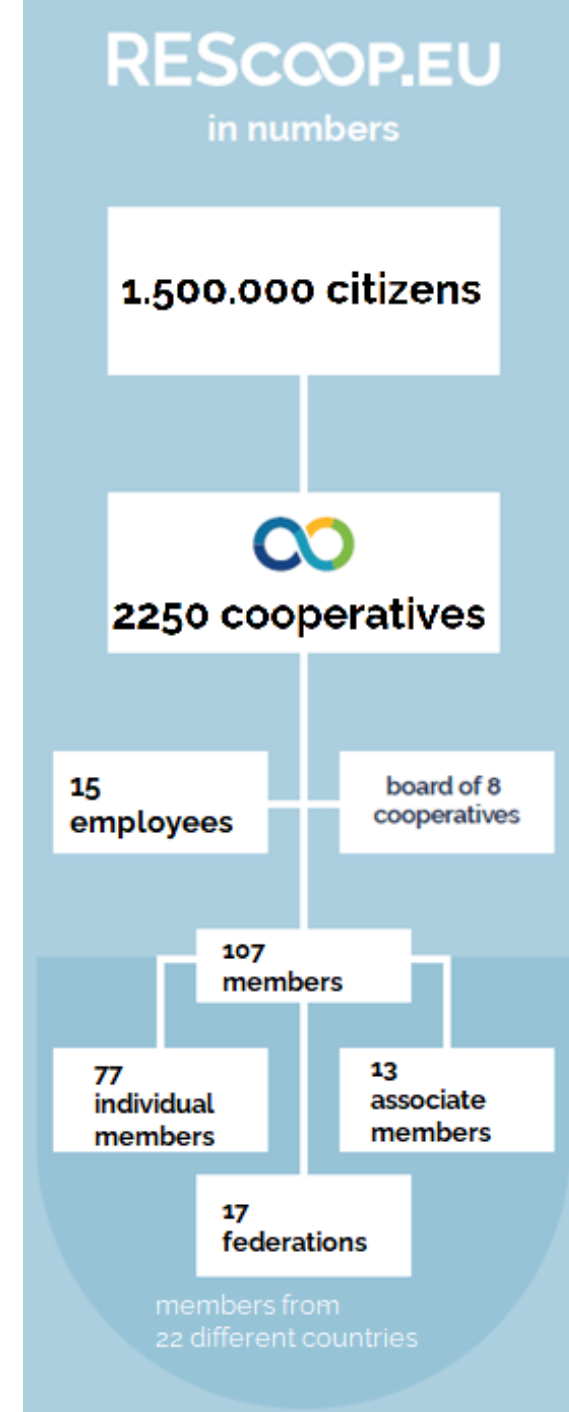 REScoop.eu
in numbers
1.500.000 citizens
2250 cooperatives
15
employees
board of 8
cooperatives
107
members
77
individual
members
13
associate
members
17
federations
members from
22 different countries